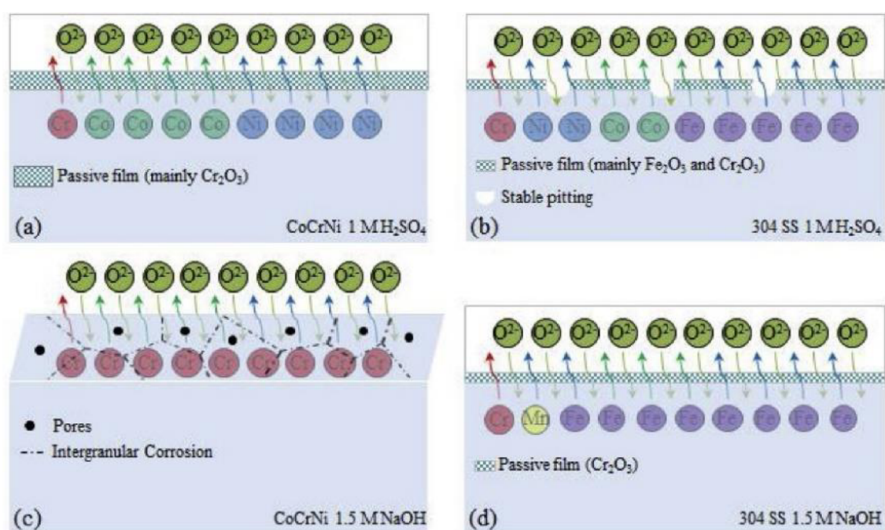 O²⁻ O²⁻ O²⁻ O²⁻ O²⁻ O²⁻ O²⁻ O²⁻ O²⁻
Cr Co Co Co Co Ni Ni Ni Ni
Passive film (mainly Cr₂O₃)
(a) CoCrNi 1 M H₂SO₄
O²⁻ O²⁻ O²⁻ O²⁻ O²⁻ O²⁻ O²⁻ O²⁻ O²⁻ O²⁻
Cr Ni Ni Co Co Fe Fe Fe Fe Fe
Passive film (mainly Fe₂O₃ and Cr₂O₃)
Stable pitting
(b) 304 SS 1 M H₂SO₄
O²⁻ O²⁻ O²⁻ O²⁻ O²⁻ O²⁻ O²⁻ O²⁻ O²⁻
Cr Cr Cr Cr Cr Cr Cr Cr Cr
Pores
Intergranular Corrosion
(c) CoCrNi 1.5 M NaOH
O²⁻ O²⁻ O²⁻ O²⁻ O²⁻ O²⁻ O²⁻ O²⁻ O²⁻ O²⁻
Cr Mn Fe Fe Fe Fe Fe Fe Fe Fe
Passive film (Cr₂O₃)
(d) 304 SS 1.5 M NaOH